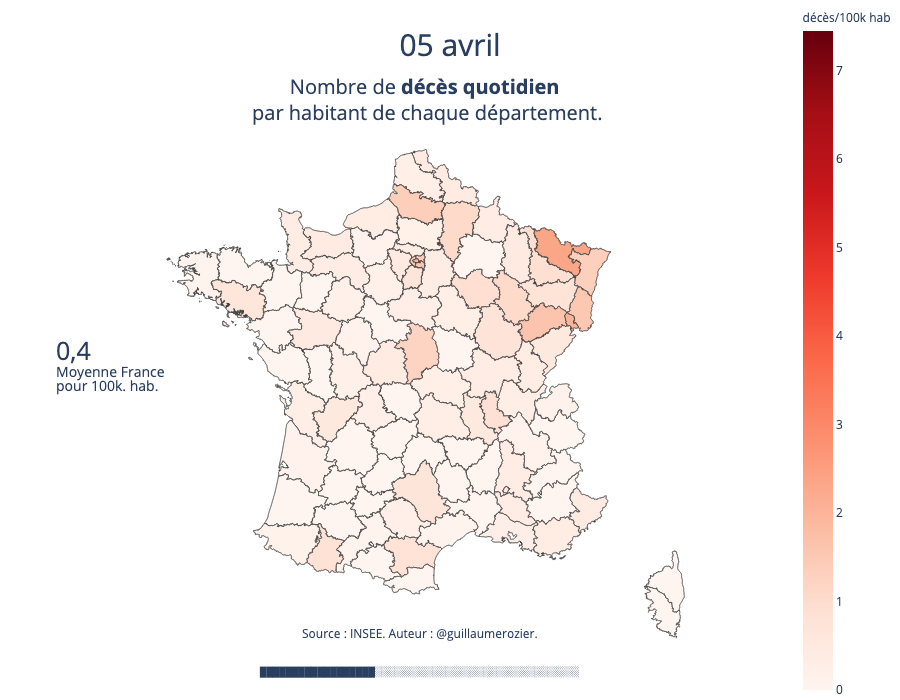 décès/100k hab
05 avril
Nombre de décès quotidien
par habitant de chaque département.
7
6
5
4
3
2
1
0
0,4
Moyenne France
pour 100k. hab.
Source : INSEE. Auteur : @guillaumerozier.